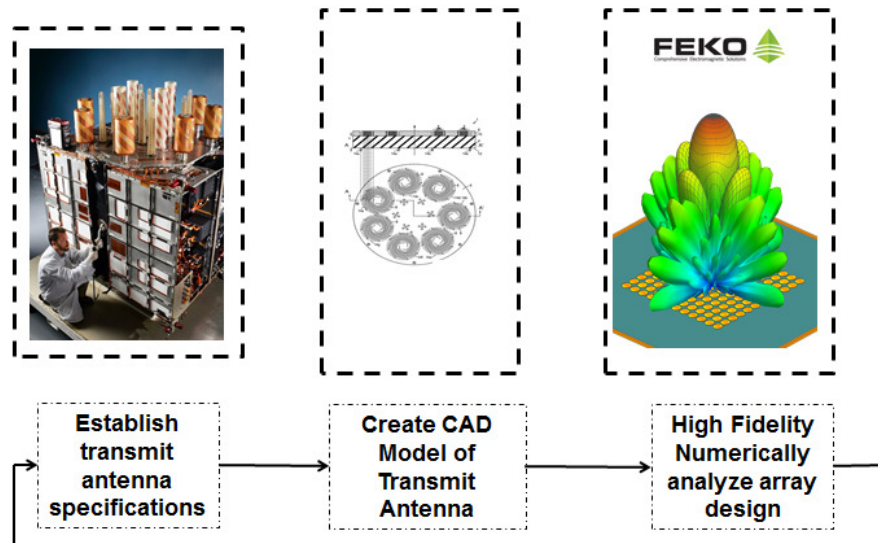 FEKO
Comprehensive Electromagnetic Solutions
Establish
transmit
antenna
specifications
Create CAD
Model of
Transmit
Antenna
High Fidelity
Numerically
analyze array
design